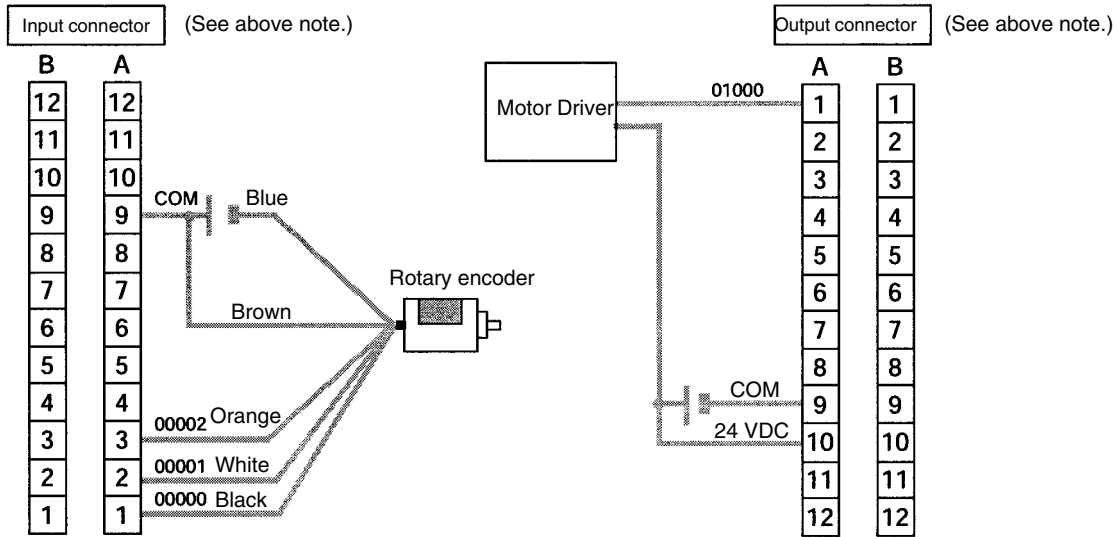 Input connector
(See above note.)
B A
12 12
11 11
10 10
9 9
8 8
7 7
6 6
5 5
4 4
3 3
2 2
1 1
COM
Blue
Brown
Rotary encoder
00002 Orange
00001 White
00000 Black
Output connector
(See above note.)
Motor Driver
01000
COM
24 VDC
A B
1 1
2 2
3 3
4 4
5 5
6 6
7 7
8 8
9 9
10 10
11 11
12 12